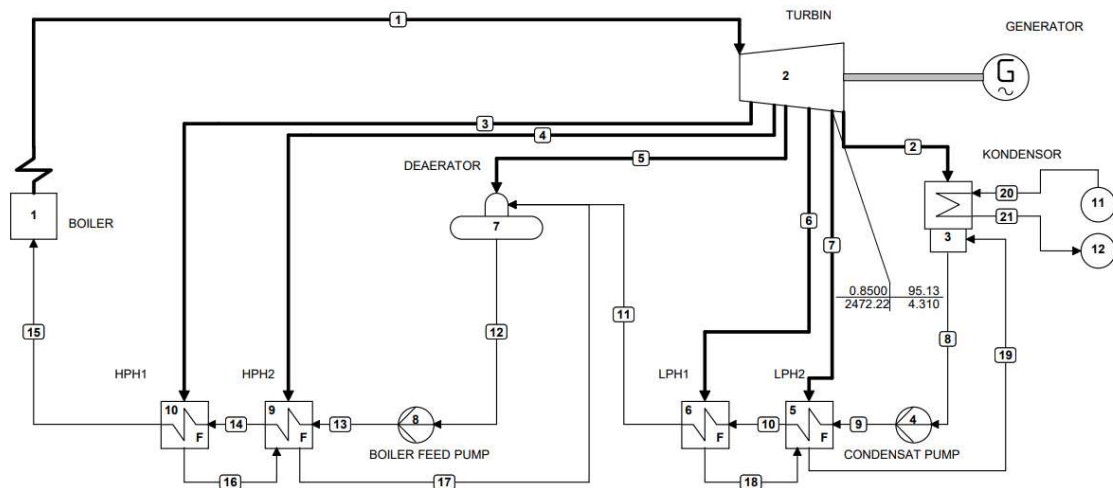 1
TURBIN
GENERATOR
2
G
3
4
5
2
DEAERATOR
KONDENSOR
20
11
6
21
1
BOILER
7
7
3
12
0.8500 95.13
2472.22 4.310
15
12
11
8
19
HPH1
HPH2
LPH1
LPH2
10
F
14
9
F
13
8
6
F
10
5
F
9
4
BOILER FEED PUMP
CONDENSAT PUMP
16
17
18